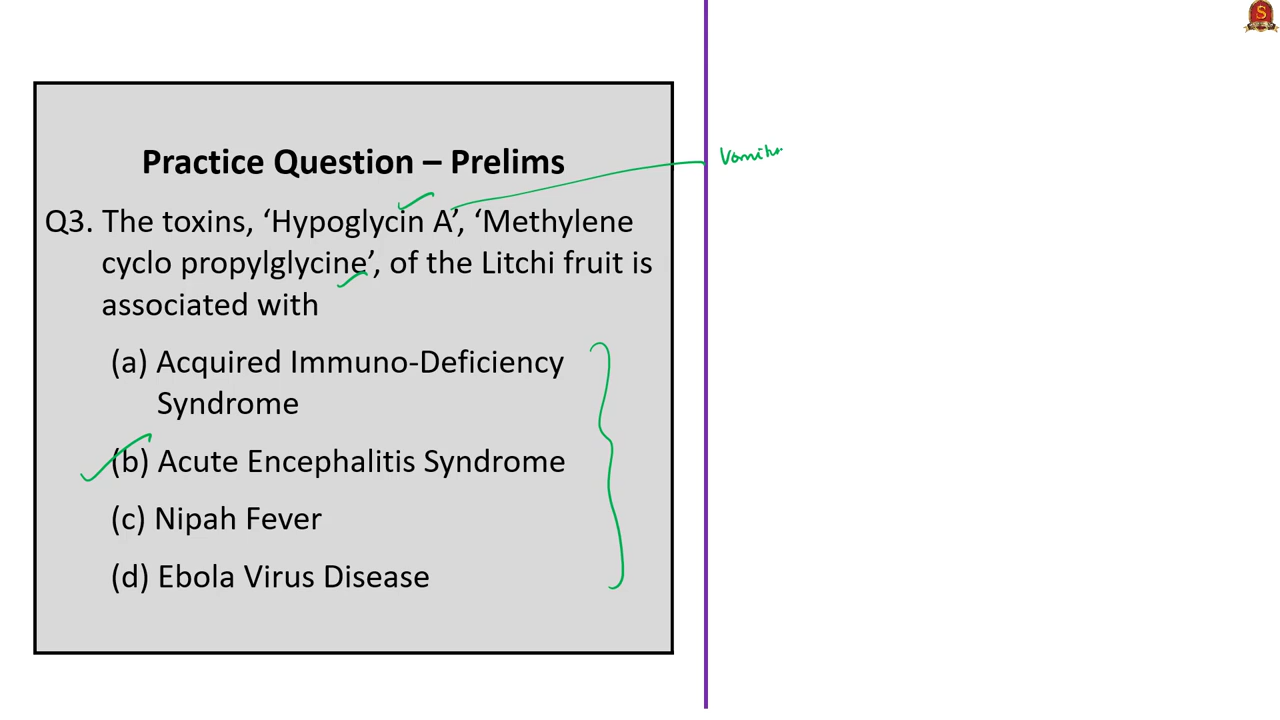 Practice Question – Prelims
Q3. The toxins, ‘Hypoglycin A’, ‘Methylene
cyclo propylglycine’, of the Litchi fruit is
associated with
(a) Acquired Immuno-Deficiency
Syndrome
(b) Acute Encephalitis Syndrome
(c) Nipah Fever
(d) Ebola Virus Disease